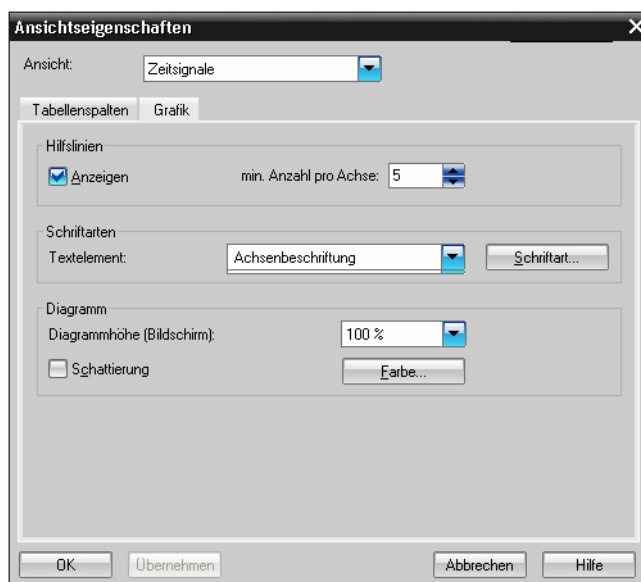 Ansichtseigenschaften
Ansicht: Zeitsignale
Tabellenspalten Grafik
Hilfslinien
Anzeigen min. Anzahl pro Achse: 5
Schriftarten
Textelement: Achsenbeschriftung Schriftart...
Diagramm
Diagrammhöhe (Bildschirm): 100 %
Schattierung Farbe...
OK Übernehmen Abbrechen Hilfe